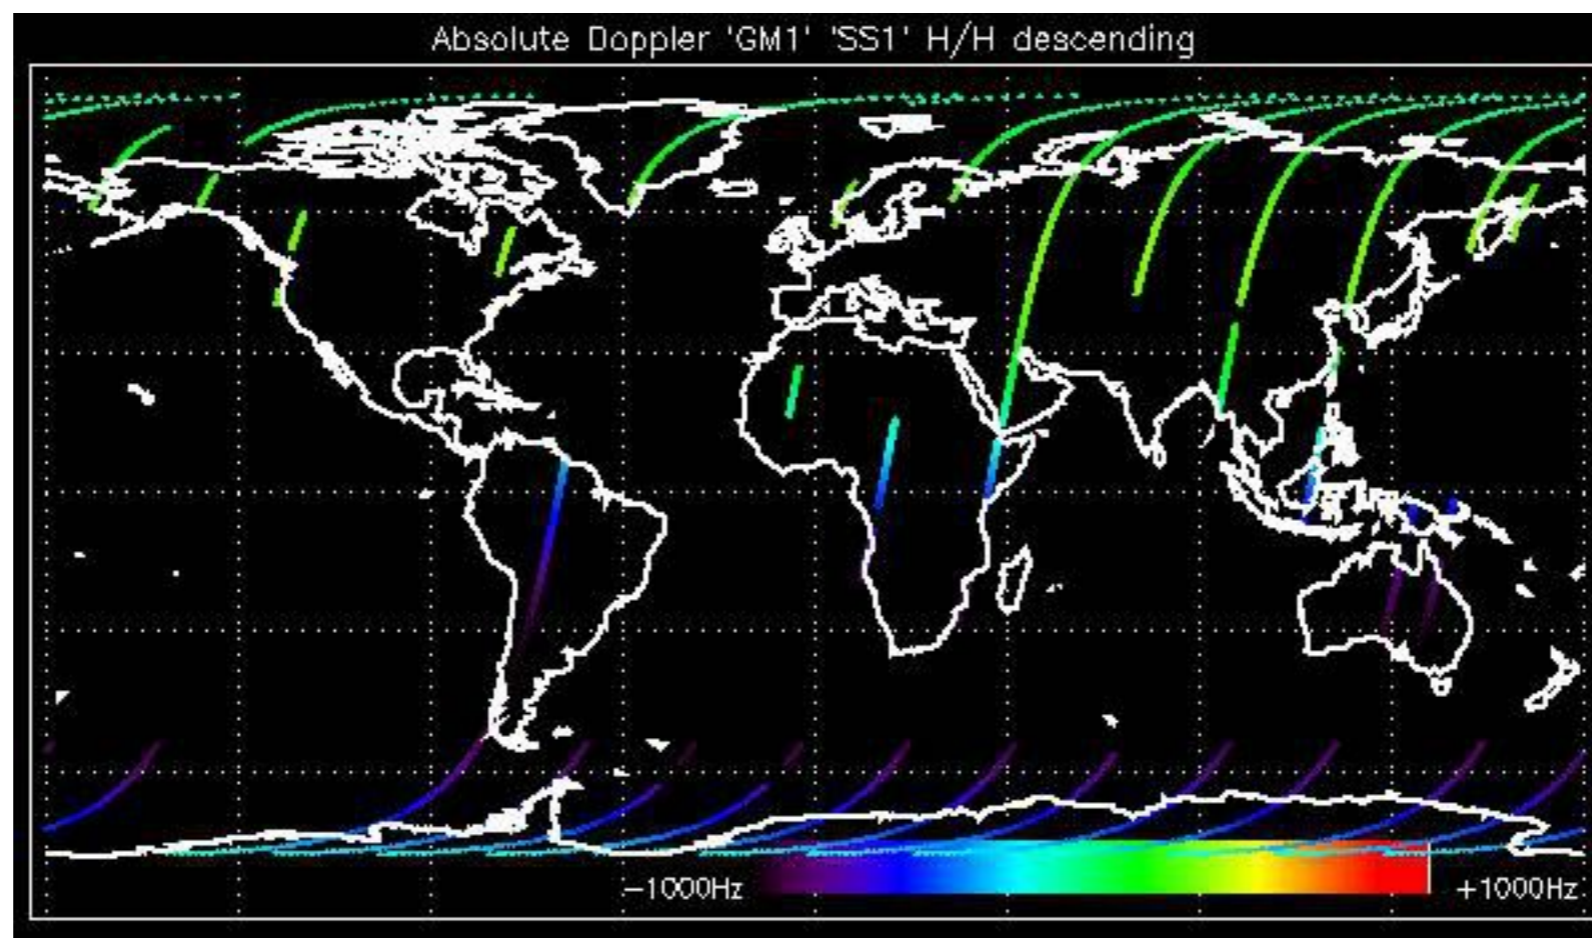 Absolute Doppler 'GM1' 'SS1' H/H descending
-1000Hz
+1000Hz